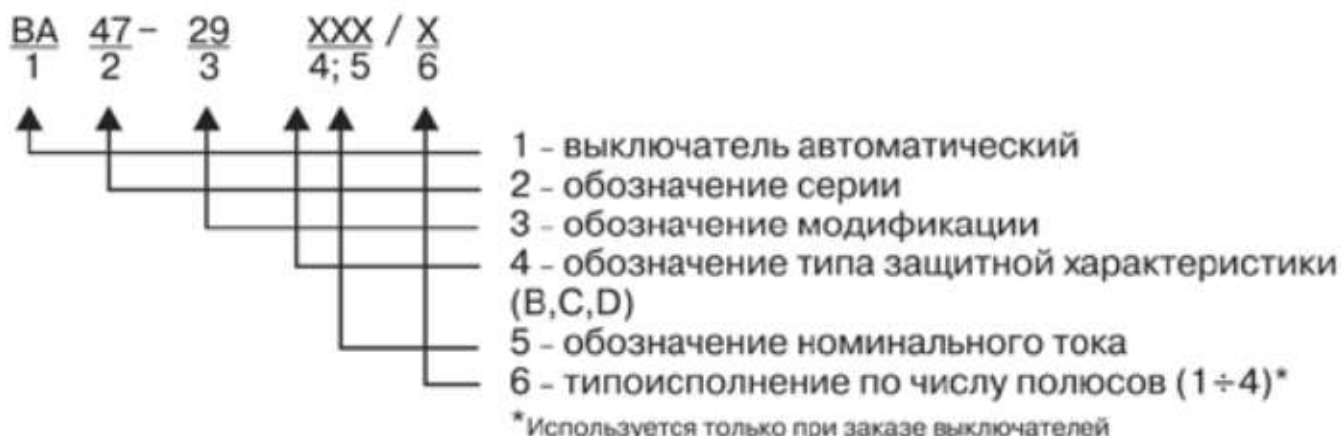 ВА 47 - 29 XXX / X
1 2 3 4; 5 6
1 - выключатель автоматический
2 - обозначение серии
3 - обозначение модификации
4 - обозначение типа защитной характеристики
(B,C,D)
5 - обозначение номинального тока
6 - типоисполнение по числу полюсов (1÷4)*
*Используется только при заказе выключателей